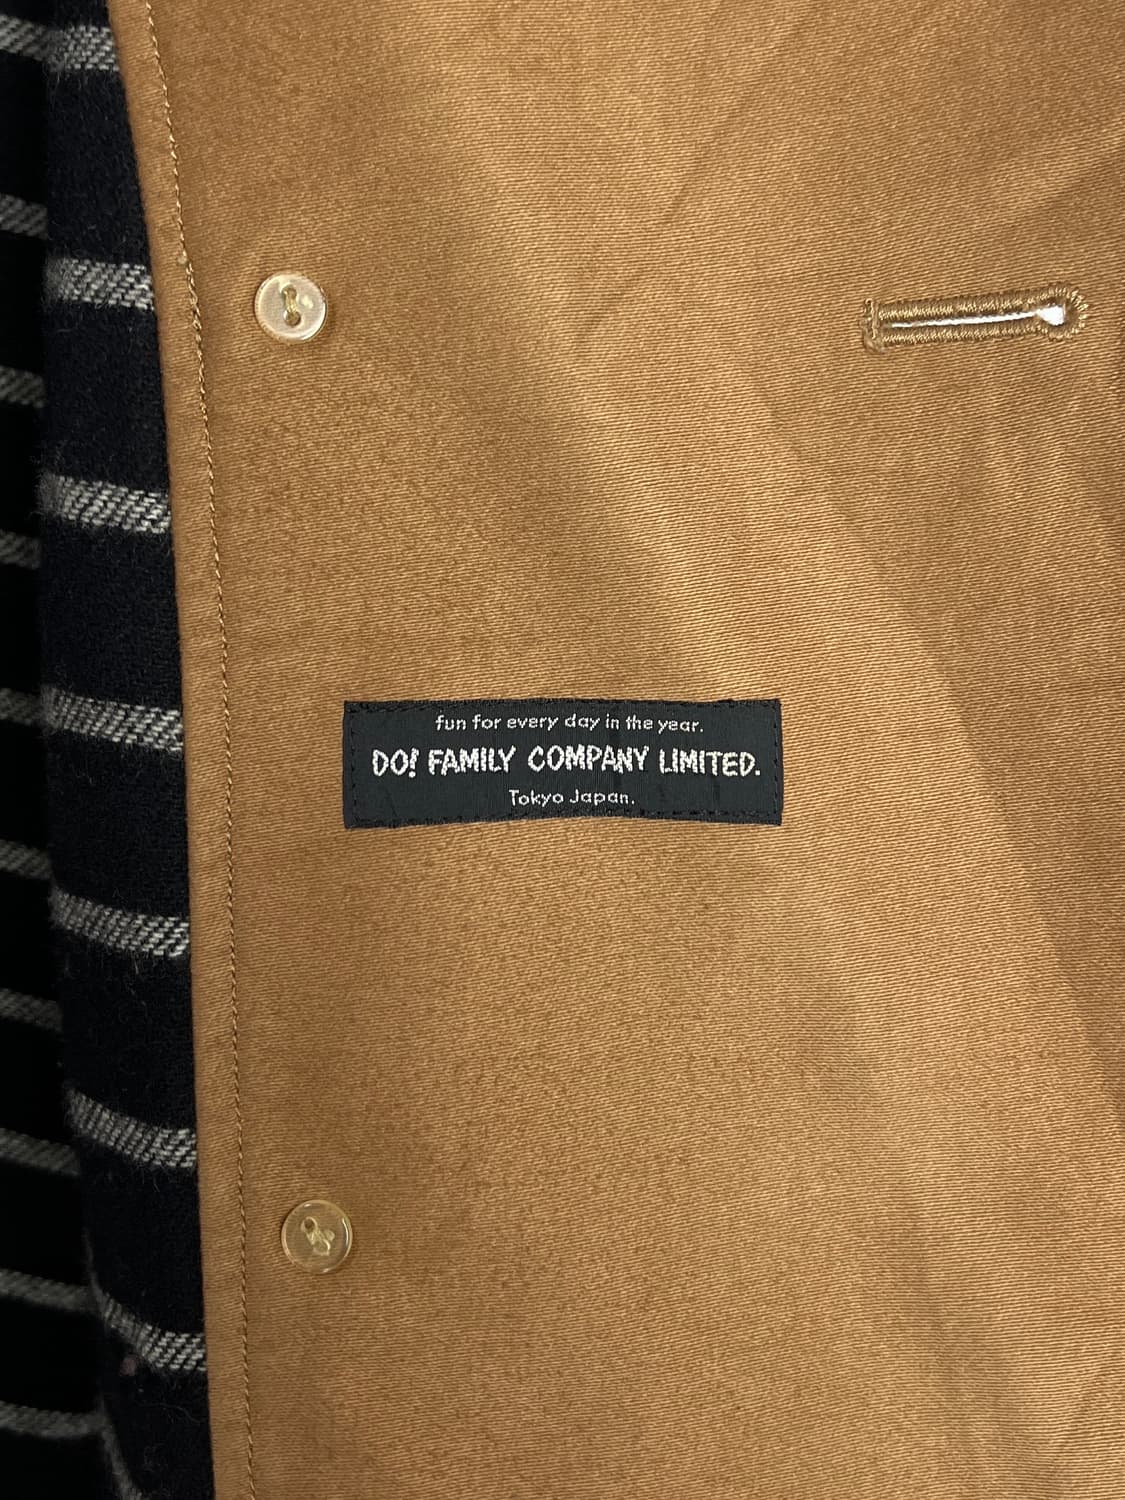 fun for every day in the year.
DO! FAMILY COMPANY LIMITED.
Tokyo Japan.